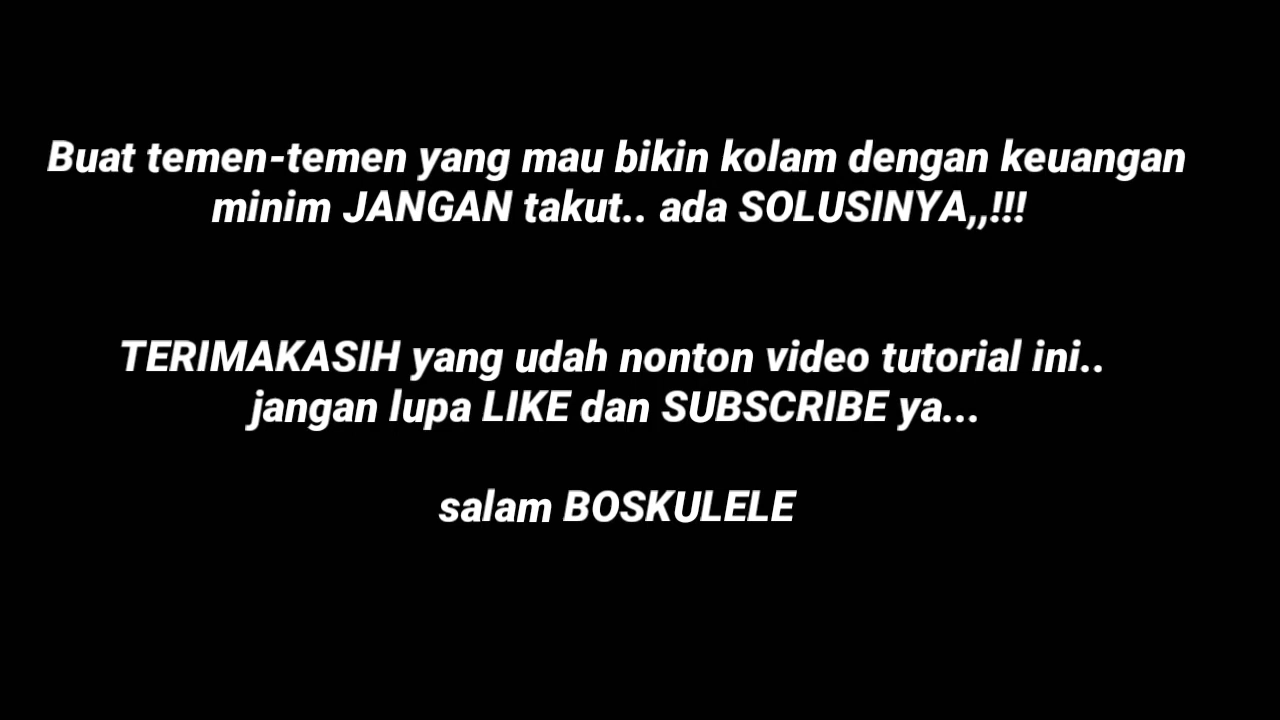 Buat temen-temen yang mau bikin kolam dengan keuangan
minim JANGAN takut.. ada SOLUSINYA,,!!!
TERIMAKASIH yang udah nonton video tutorial ini..
jangan lupa LIKE dan SUBSCRIBE ya...
salam BOSKULELE